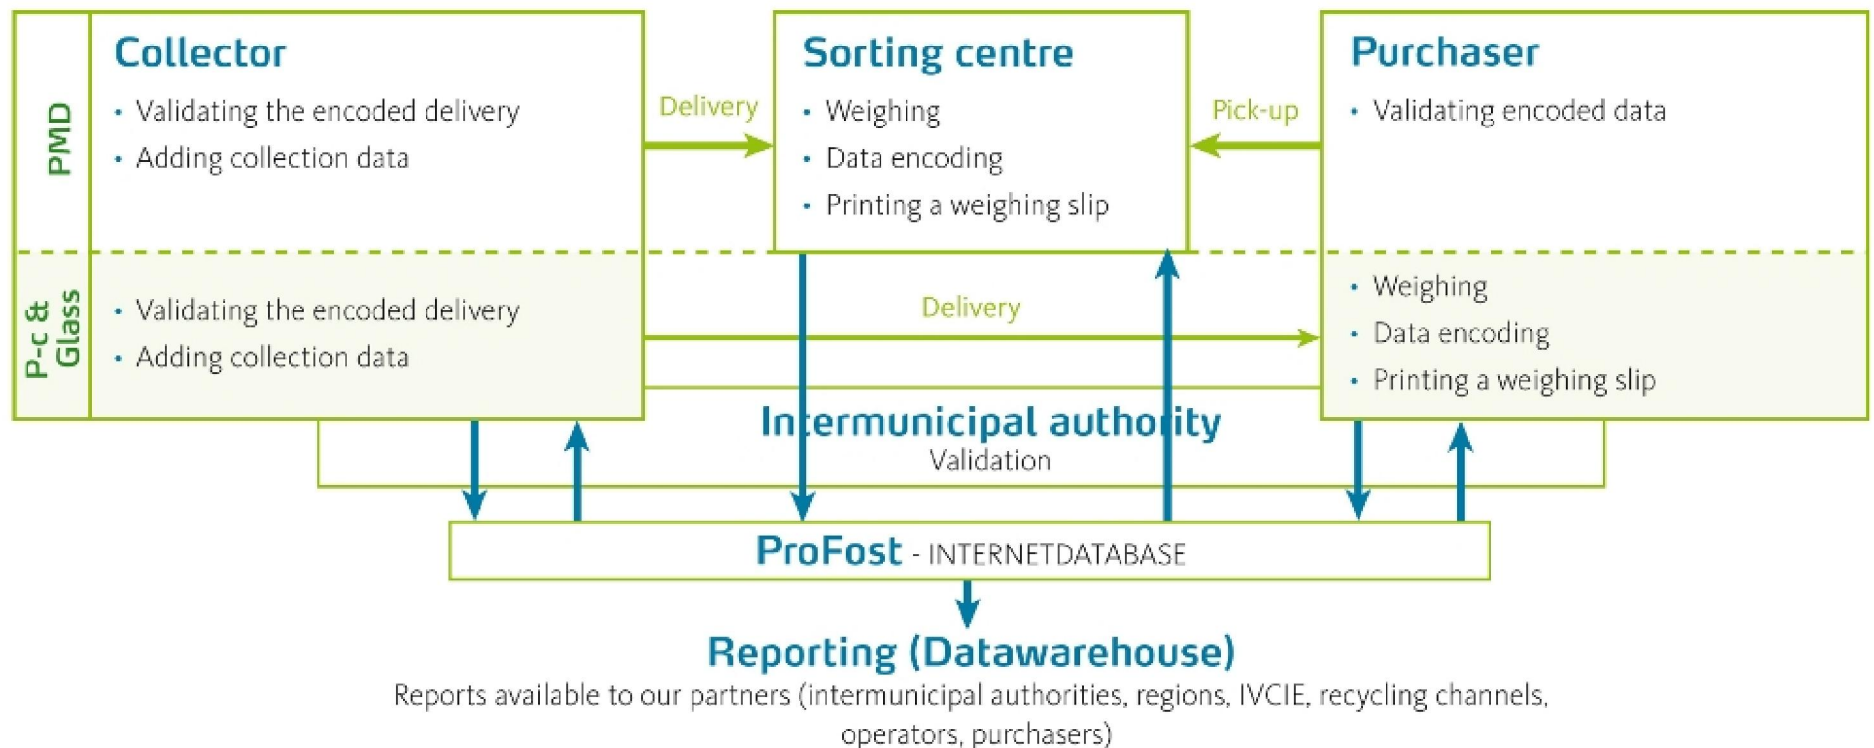 PMD
Collector
• Validating the encoded delivery
• Adding collection data
Delivery
Sorting centre
• Weighing
• Data encoding
• Printing a weighing slip
Pick-up
Purchaser
• Validating encoded data
P-c &
Glass
• Validating the encoded delivery
• Adding collection data
Delivery
• Weighing
• Data encoding
• Printing a weighing slip
Intermunicipal authority
Validation
ProFost - INTERNETDATABASE
Reporting (Datawarehouse)
Reports available to our partners (intermunicipal authorities, regions, IVCIE, recycling channels,
operators, purchasers)